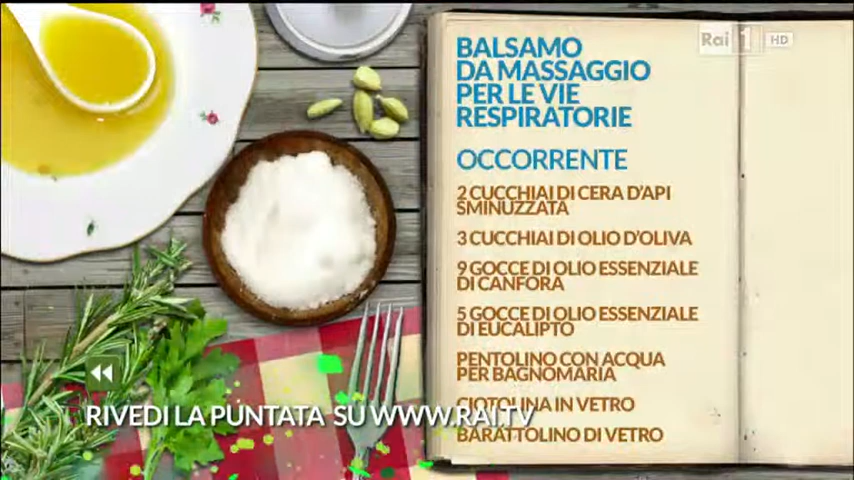 Rai 1 HD
BALSAMO
DA MASSAGGIO
PER LE VIE
RESPIRATORIE
OCCORRENTE
2 CUCCHIAI DI CERA D'API
SMINUZZATA
3 CUCCHIAI DI OLIO D'OLIVA
9 GOCCE DI OLIO ESSENZIALE
DI CANFORA
5 GOCCE DI OLIO ESSENZIALE
DI EUCALIPTO
PENTOLINO CON ACQUA
PER BAGNOMARIA
CIOTOLINA IN VETRO
BARATTOLINO DI VETRO
RIVEDI LA PUNTATA SU WWW.RAI.TV